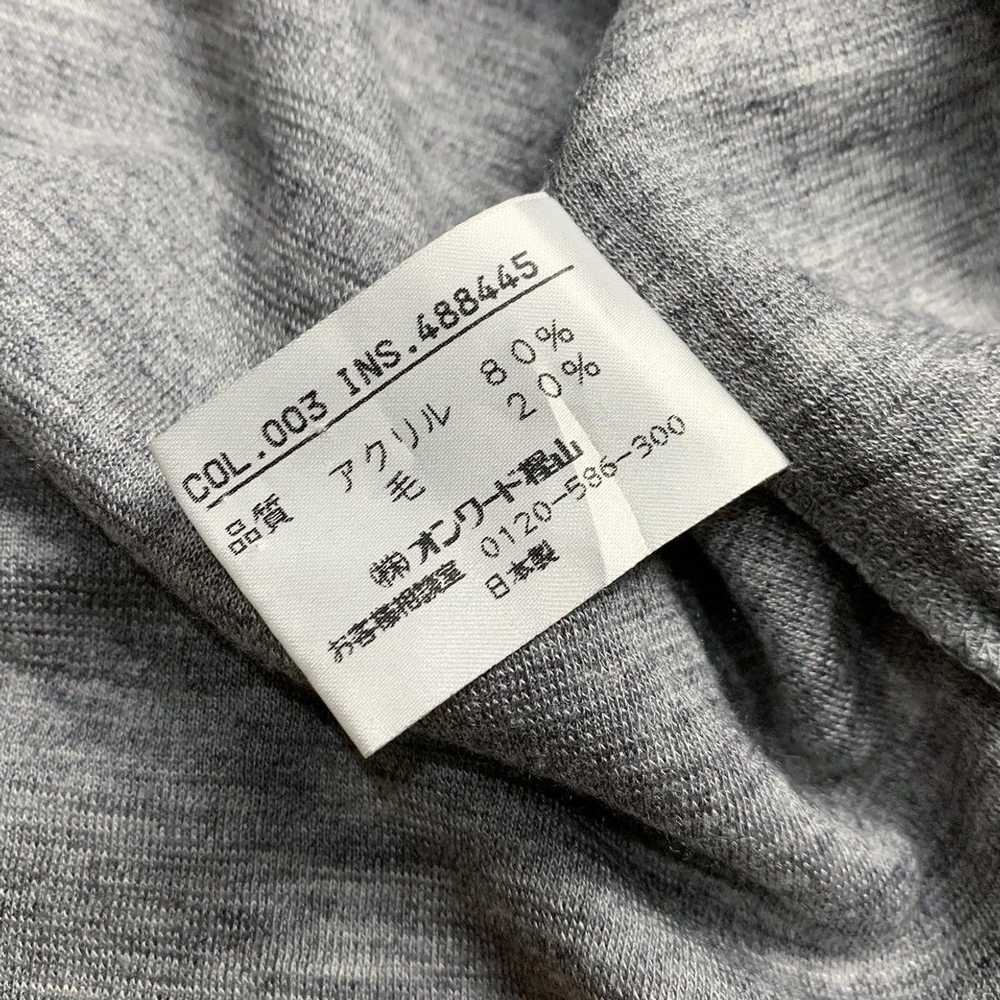 COL.003 INS.488445
品質 アクリル 80%
毛 20%
(株)オンワード樫山
お客様相談室 0120-586-300
日本製